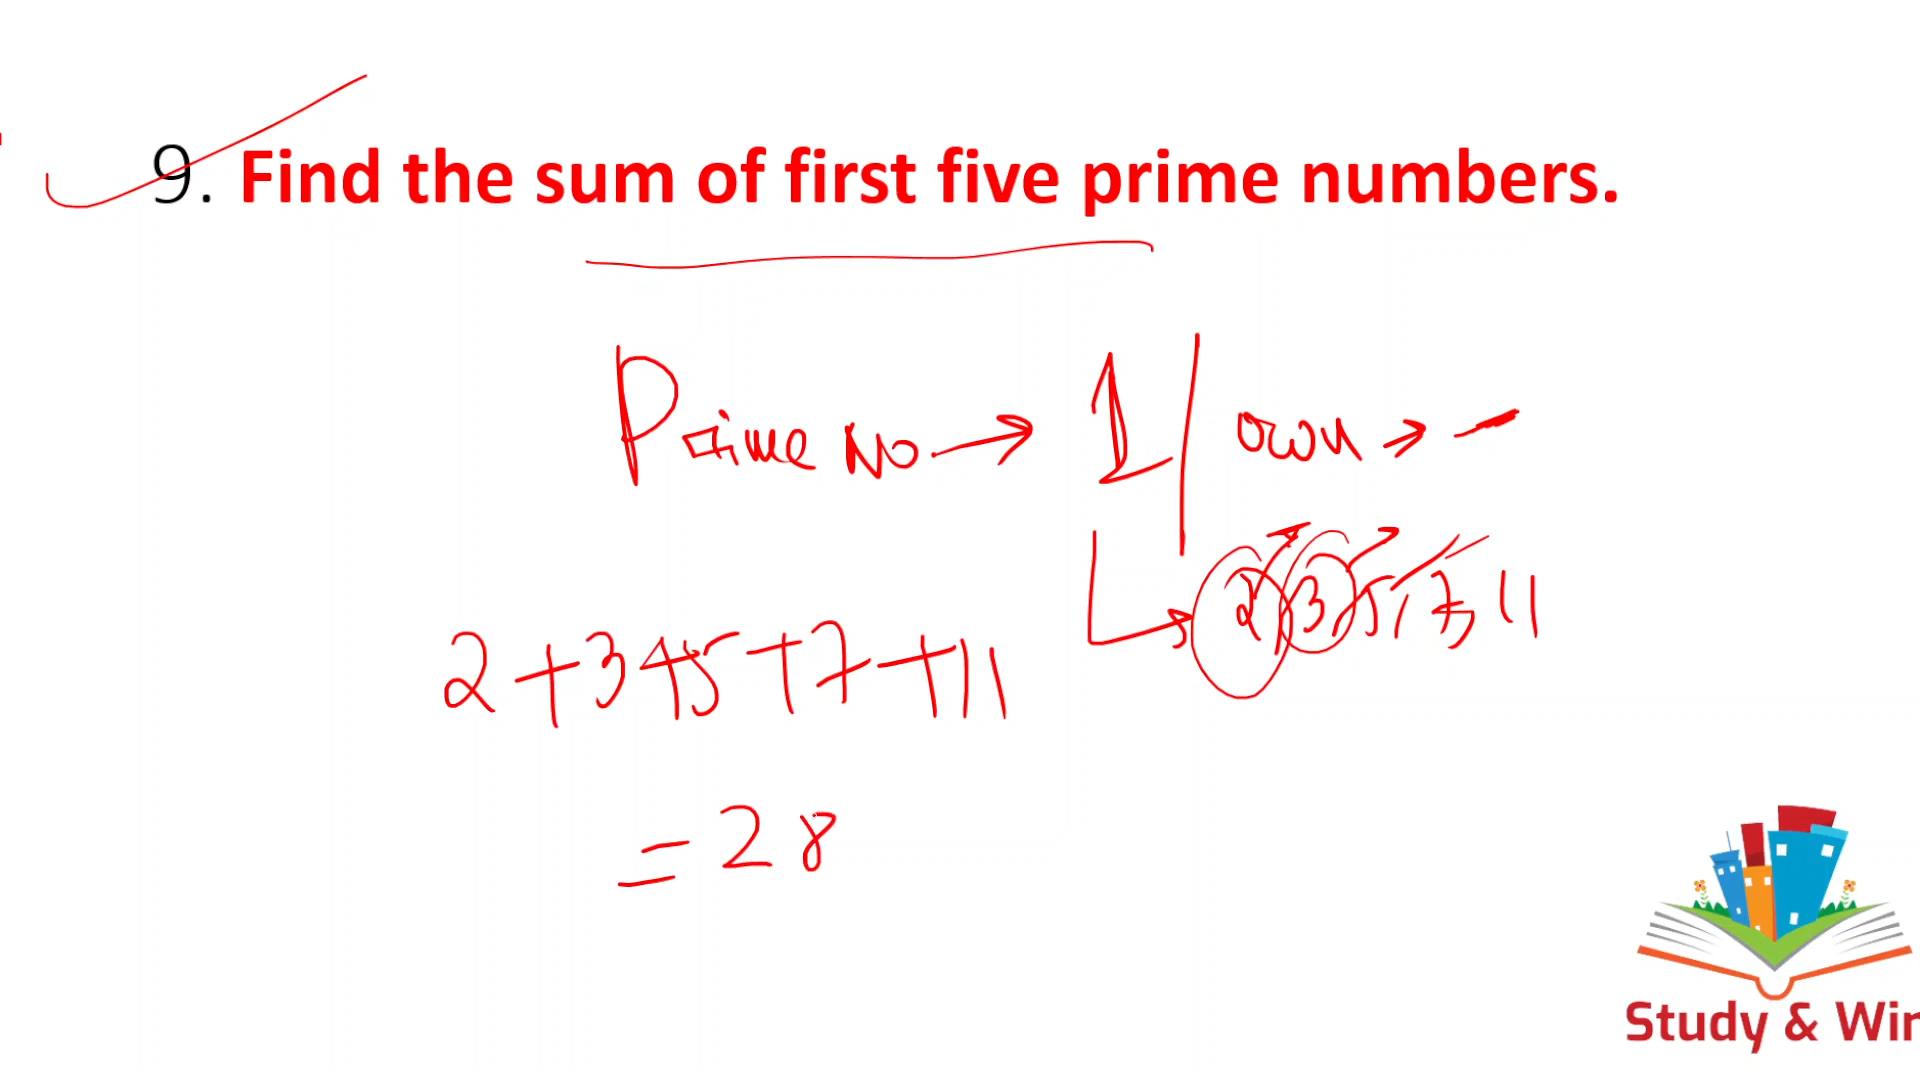 9. Find the sum of first five prime numbers.
Prime No. → 1/ own → -
2, 3, 5, 7, 11
2+3+5+7+11
= 28
Study & Win